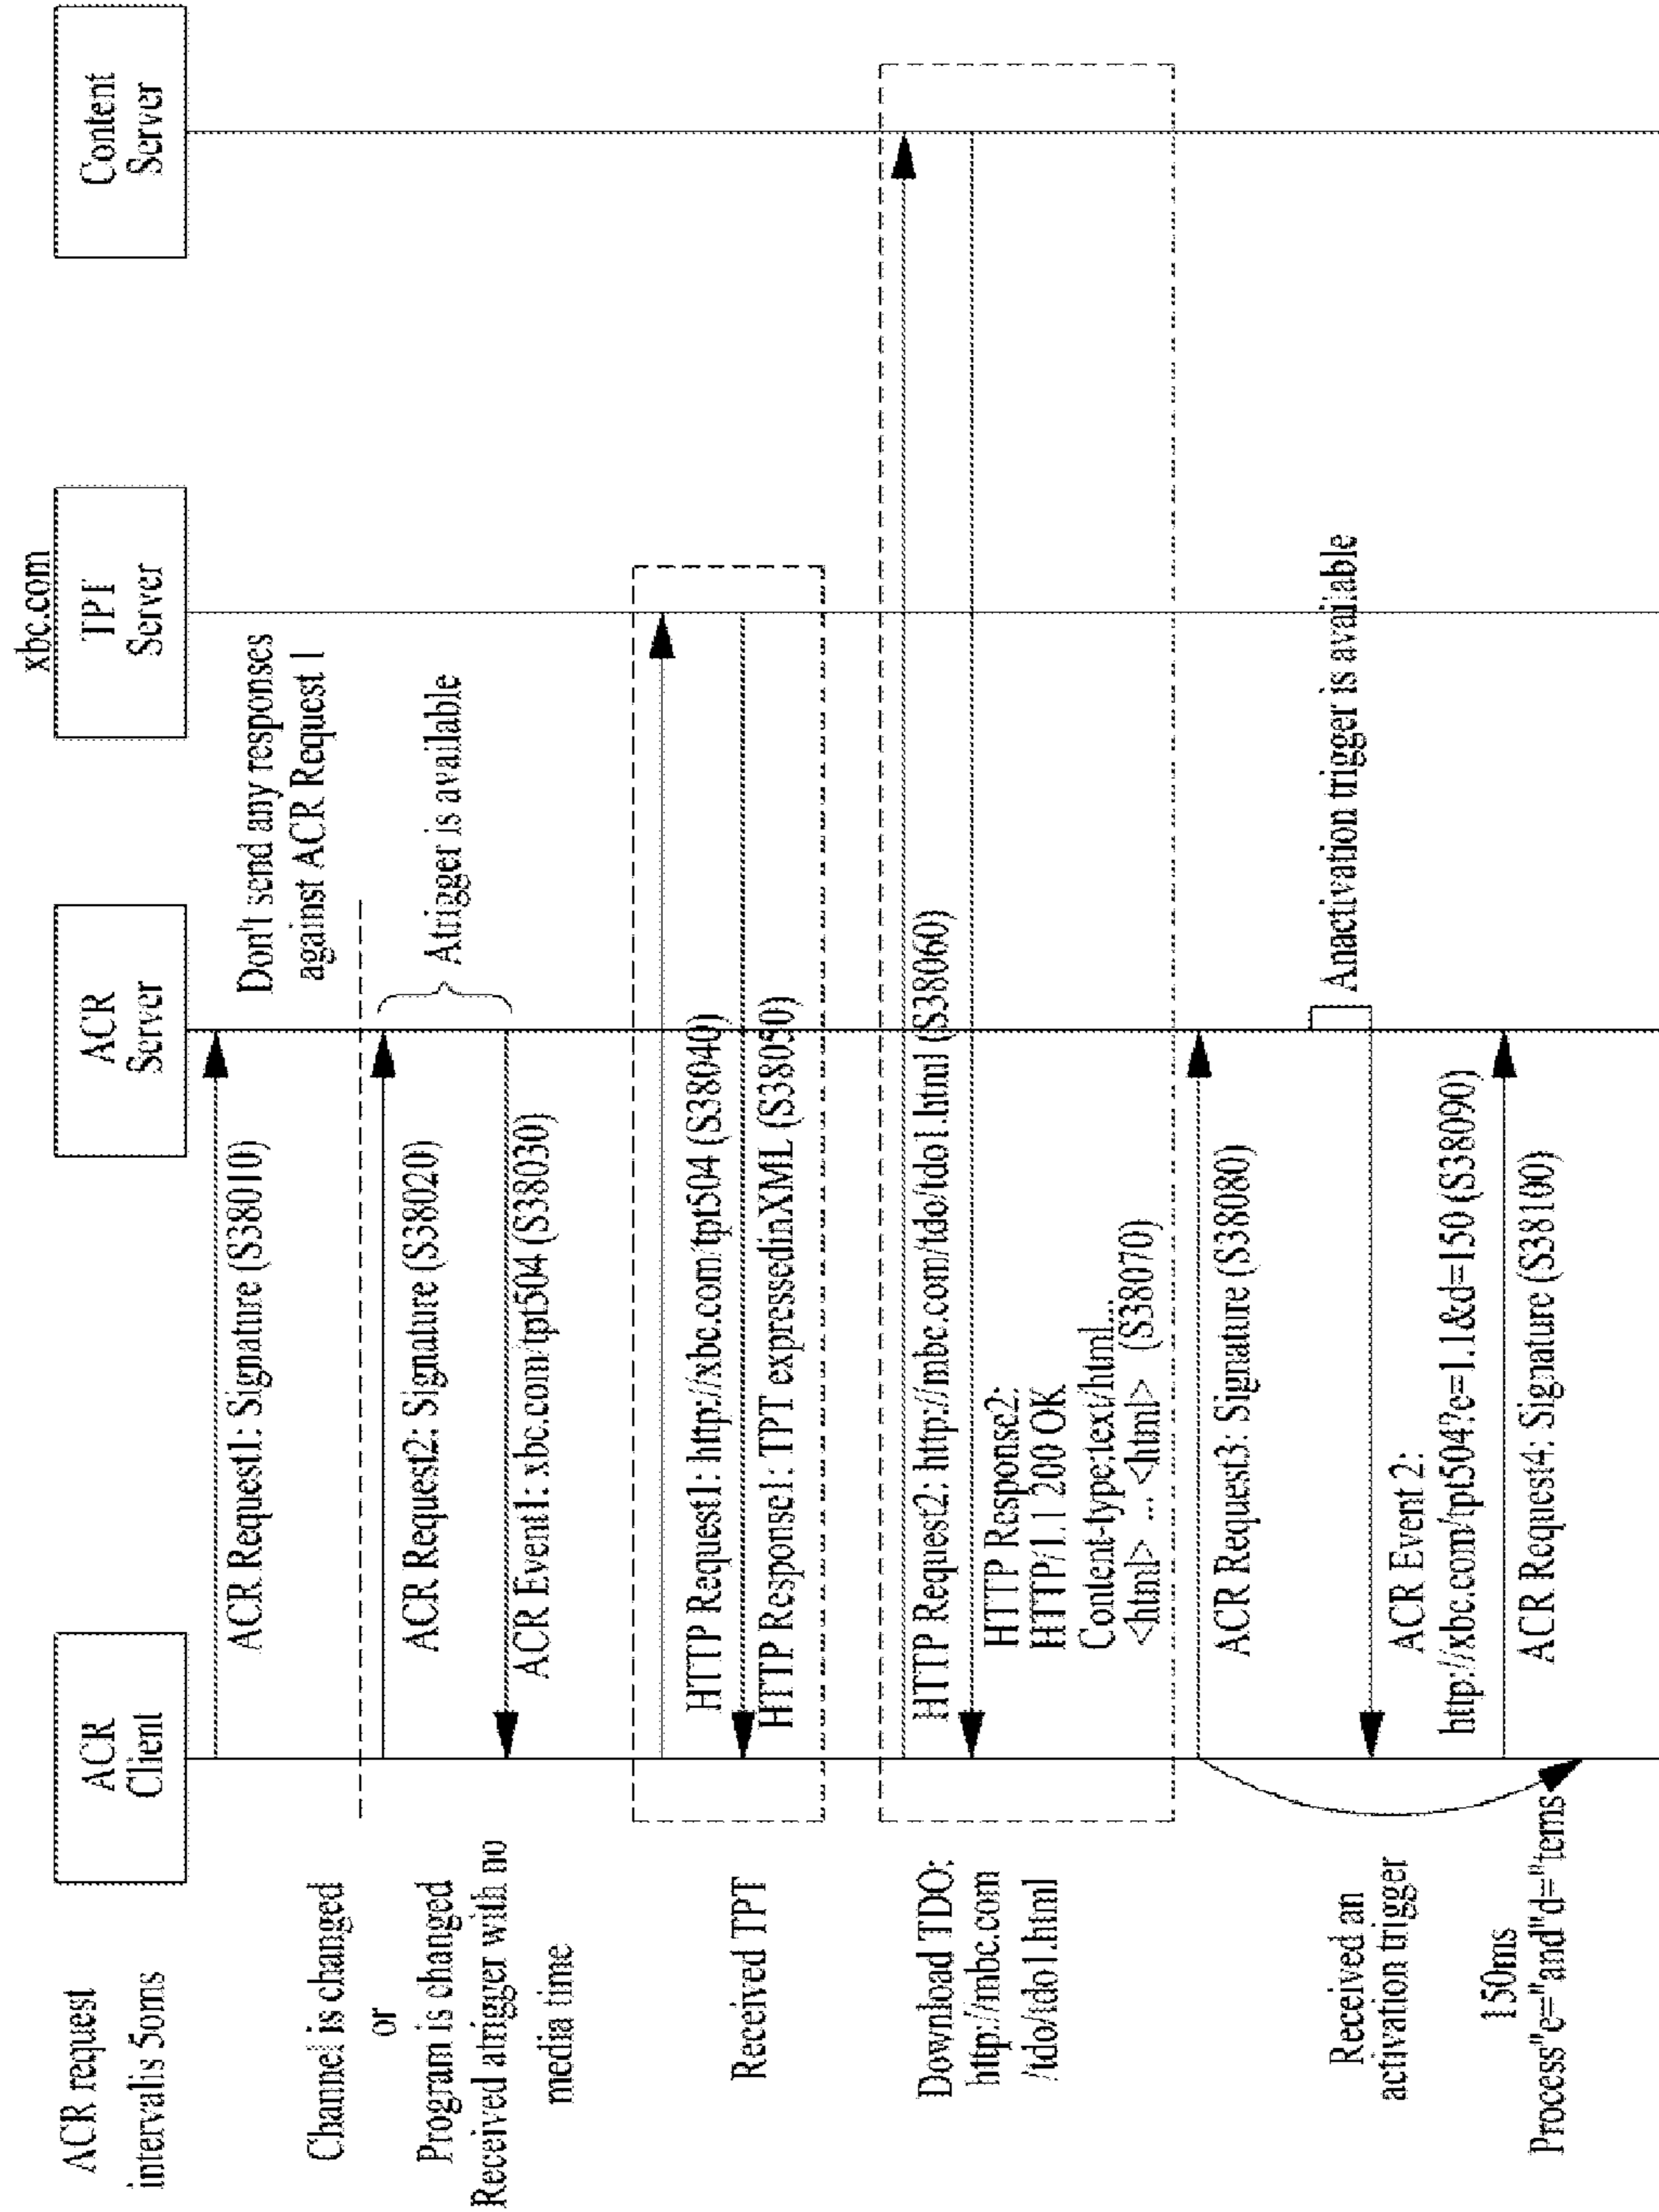 ACR request
intervalis 5oms
ACR
Client
ACR
Server
xbc.com
TPT
Server
Content
Server
ACR Request1: Signature (S38010)
Don't send any responses
against ACR Request 1
Channel is changed
or
Program is changed
Received atrigger with no
media time
ACR Request2: Signature (S38020)
Atrigger is available
ACR Event1: xbc.com/tpt504 (S38030)
HTTP Request1: http://xbc.com/tpt504 (S38040)
Received TPT
HTTP Response1: TPT expressedinXML (S38050)
Download TDO:
http://mbc.com
/tdo/tdo1.html
HTTP Request2: http://mbc.com/tdo/tdo1.html (S38060)
HTTP Response2:
HTTP/1.1 200 OK
Content-type:text/html...
<html> ... <html> (S38070)
ACR Request3: Signature (S38080)
Received an
activation trigger
Anactivation trigger is available
ACR Event 2:
http://xbc.com/tpt504?e=1.1&d=150 (S38090)
ACR Request4: Signature (S38100)
150ms
Process"e="and"d="tems